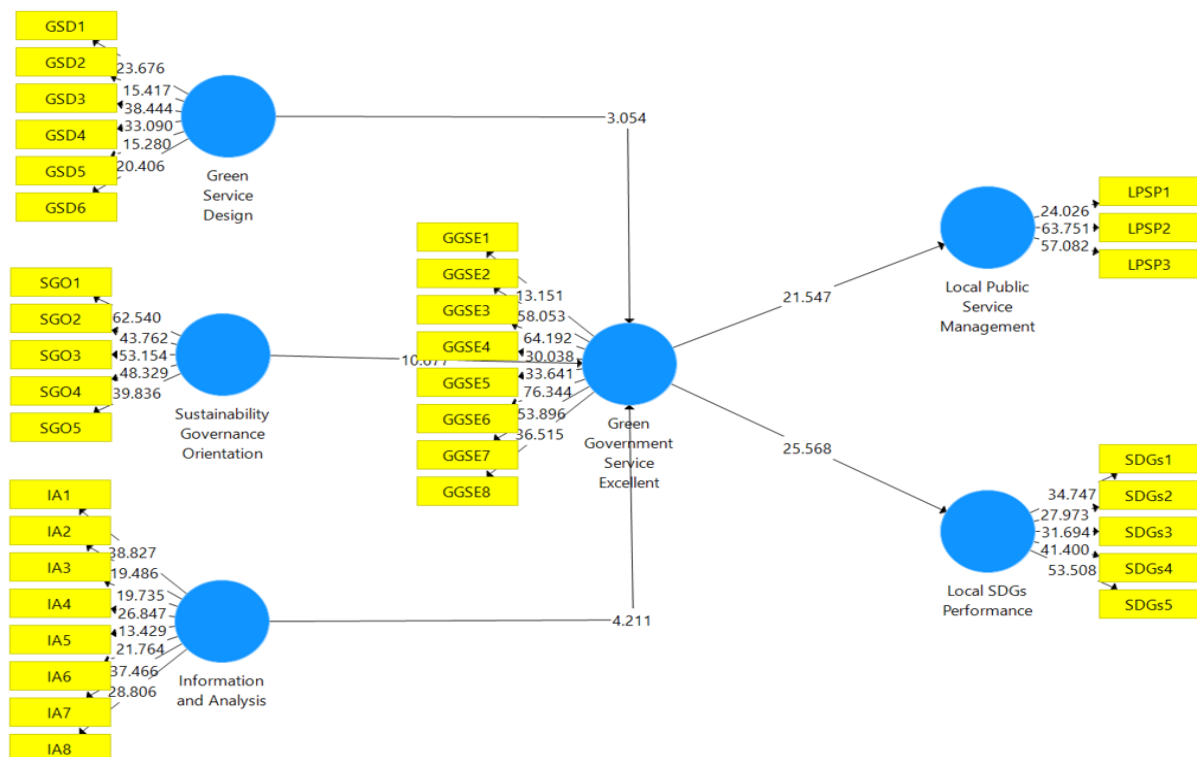 GSD1
GSD2
GSD3
GSD4
GSD5
GSD6
23.676
15.417
38.444
33.090
15.280
20.406
Green
Service
Design
3.054
SGO1
SGO2
SGO3
SGO4
SGO5
62.540
43.762
53.154
48.329
39.836
Sustainability
Governance
Orientation
10.677
IA1
IA2
IA3
IA4
IA5
IA6
IA7
IA8
38.827
19.486
19.735
26.847
13.429
21.764
37.466
28.806
Information
and Analysis
4.211
GGSE1
GGSE2
GGSE3
GGSE4
GGSE5
GGSE6
GGSE7
GGSE8
13.151
58.053
64.192
30.038
33.641
76.344
53.896
36.515
Green
Government
Service
Excellent
21.547
25.568
Local Public
Service
Management
24.026
63.751
57.082
LPSP1
LPSP2
LPSP3
Local SDGs
Performance
34.747
27.973
31.694
41.400
53.508
SDGs1
SDGs2
SDGs3
SDGs4
SDGs5